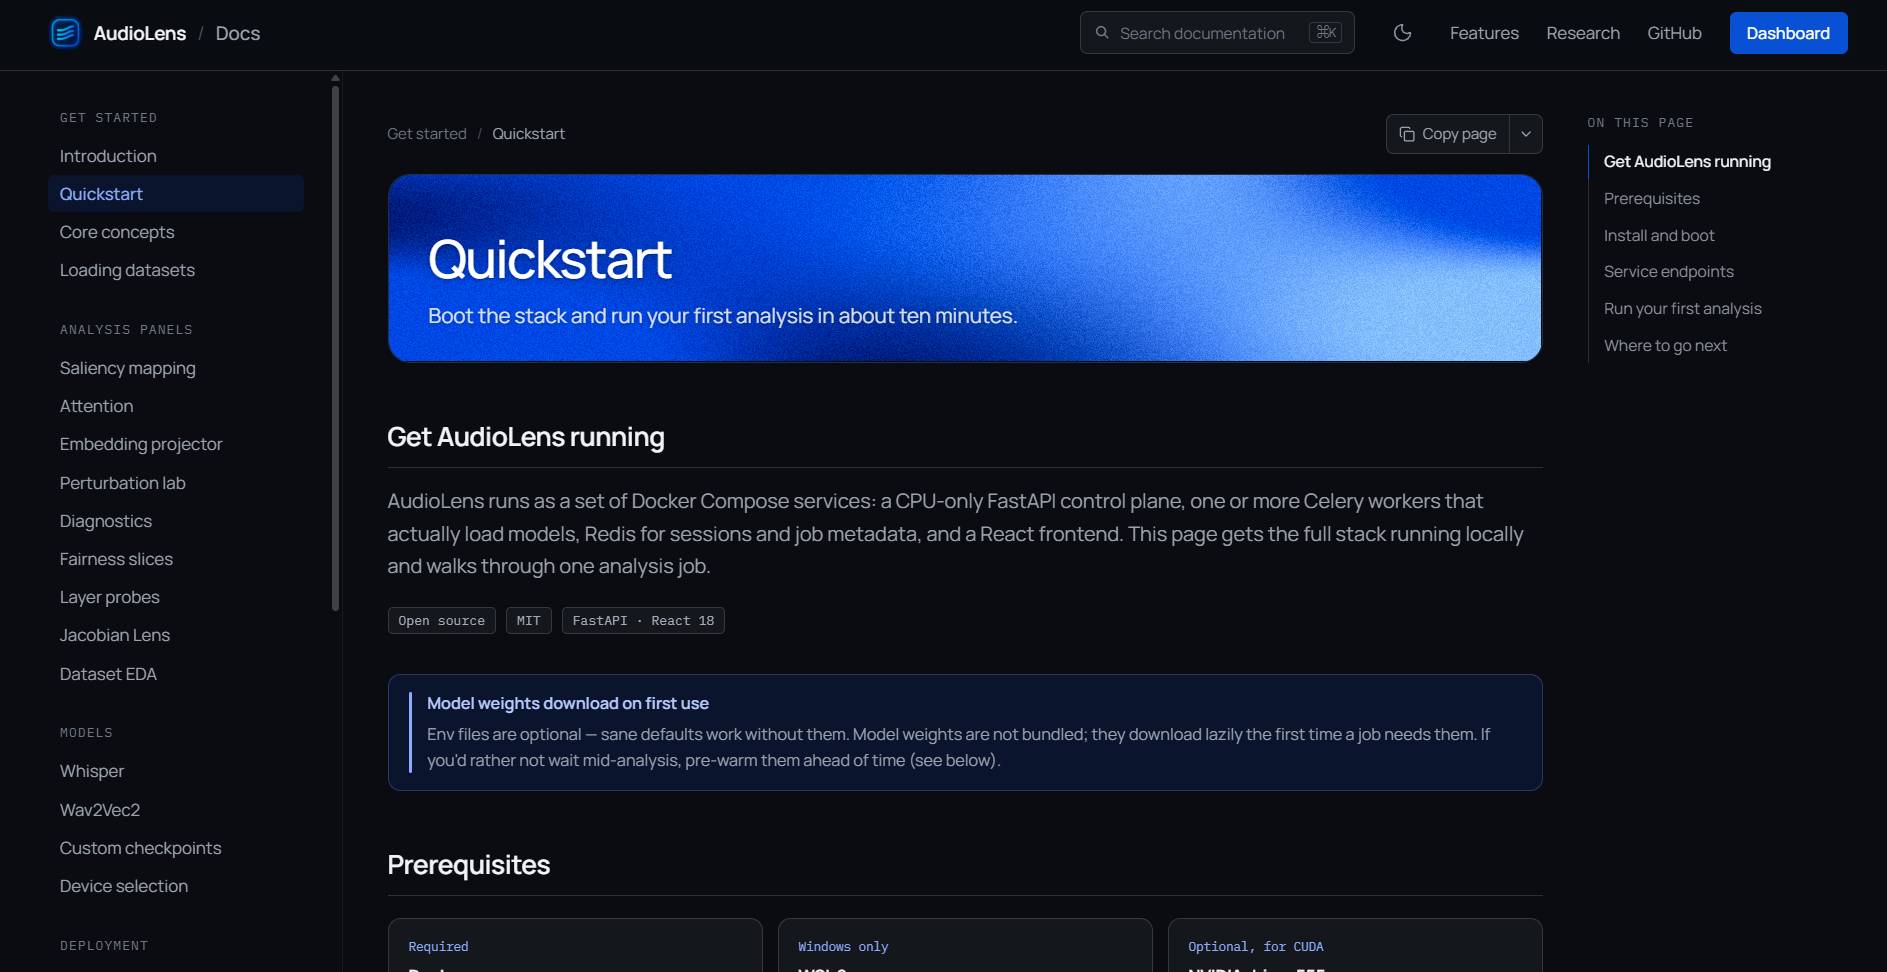 AudioLens / Docs
Search documentation ⌘K
Features
Research
GitHub
Dashboard
GET STARTED
Introduction
Quickstart
Core concepts
Loading datasets
ANALYSIS PANELS
Saliency mapping
Attention
Embedding projector
Perturbation lab
Diagnostics
Fairness slices
Layer probes
Jacobian Lens
Dataset EDA
MODELS
Whisper
Wav2Vec2
Custom checkpoints
Device selection
DEPLOYMENT
Get started / Quickstart
Copy page
Quickstart
Boot the stack and run your first analysis in about ten minutes.
Get AudioLens running
AudioLens runs as a set of Docker Compose services: a CPU-only FastAPI control plane, one or more Celery workers that
actually load models, Redis for sessions and job metadata, and a React frontend. This page gets the full stack running locally
and walks through one analysis job.
Open source
MIT
FastAPI · React 18
Model weights download on first use
Env files are optional — sane defaults work without them. Model weights are not bundled; they download lazily the first time a job needs them. If
you'd rather not wait mid-analysis, pre-warm them ahead of time (see below).
Prerequisites
Required
Windows only
Optional, for CUDA
ON THIS PAGE
Get AudioLens running
Prerequisites
Install and boot
Service endpoints
Run your first analysis
Where to go next